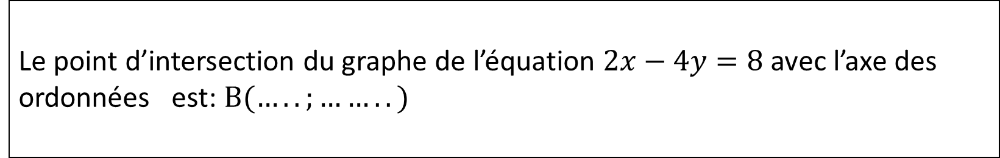 Le point d’intersection du graphe de l’équation 2𝑥 − 4𝑦 = 8 avec l’axe des
ordonnées est: B(… . . ; … … . . )